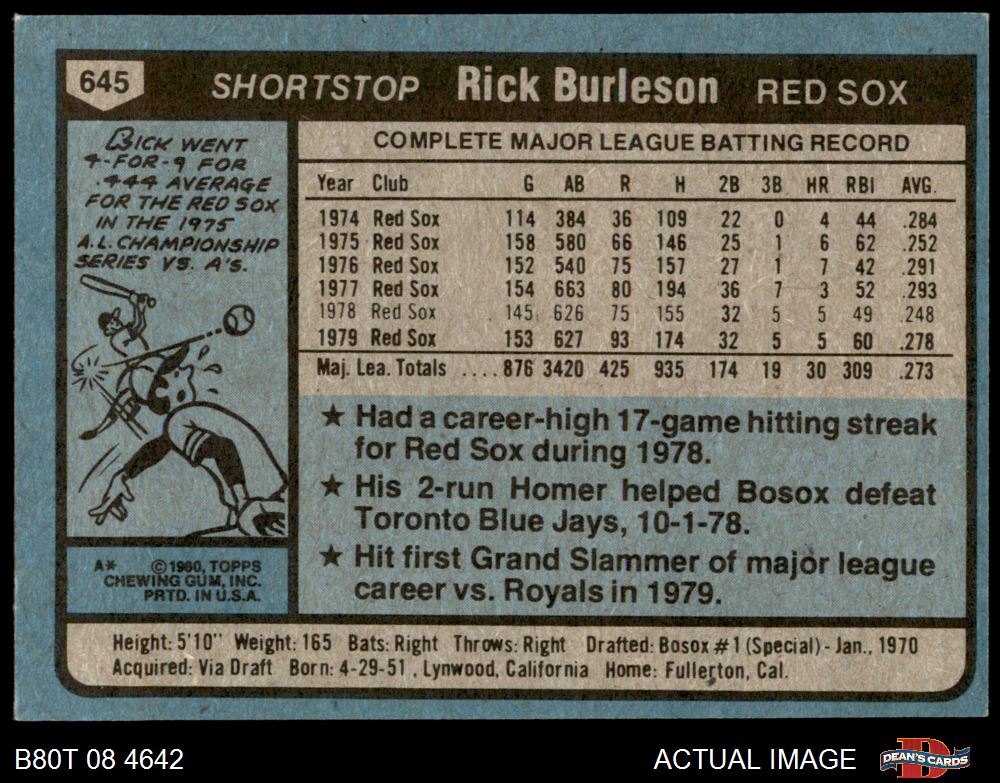 645
SHORTSTOP Rick Burleson RED SOX
RICK WENT
4-FOR-9 FOR
.444 AVERAGE
FOR THE RED SOX
IN THE 1975
A.L. CHAMPIONSHIP
SERIES VS. A'S.
A* © 1980, TOPPS
CHEWING GUM, INC.
PRTD. IN U.S.A.
COMPLETE MAJOR LEAGUE BATTING RECORD
Year Club G AB R H 2B 3B HR RBI AVG.
1974 Red Sox 114 384 36 109 22 0 4 44 .284
1975 Red Sox 158 580 66 146 25 1 6 62 .252
1976 Red Sox 152 540 75 157 27 1 7 42 .291
1977 Red Sox 154 663 80 194 36 7 3 52 .293
1978 Red Sox 145 626 75 155 32 5 5 49 .248
1979 Red Sox 153 627 93 174 32 5 5 60 .278
Maj. Lea. Totals .... 876 3420 425 935 174 19 30 309 .273
★ Had a career-high 17-game hitting streak
for Red Sox during 1978.
★ His 2-run Homer helped Bosox defeat
Toronto Blue Jays, 10-1-78.
★ Hit first Grand Slammer of major league
career vs. Royals in 1979.
Height: 5'10" Weight: 165 Bats: Right Throws: Right Drafted: Bosox #1 (Special) - Jan., 1970
Acquired: Via Draft Born: 4-29-51, Lynwood, California Home: Fullerton, Cal.
B80T 08 4642 ACTUAL IMAGE DEAN'S CARDS